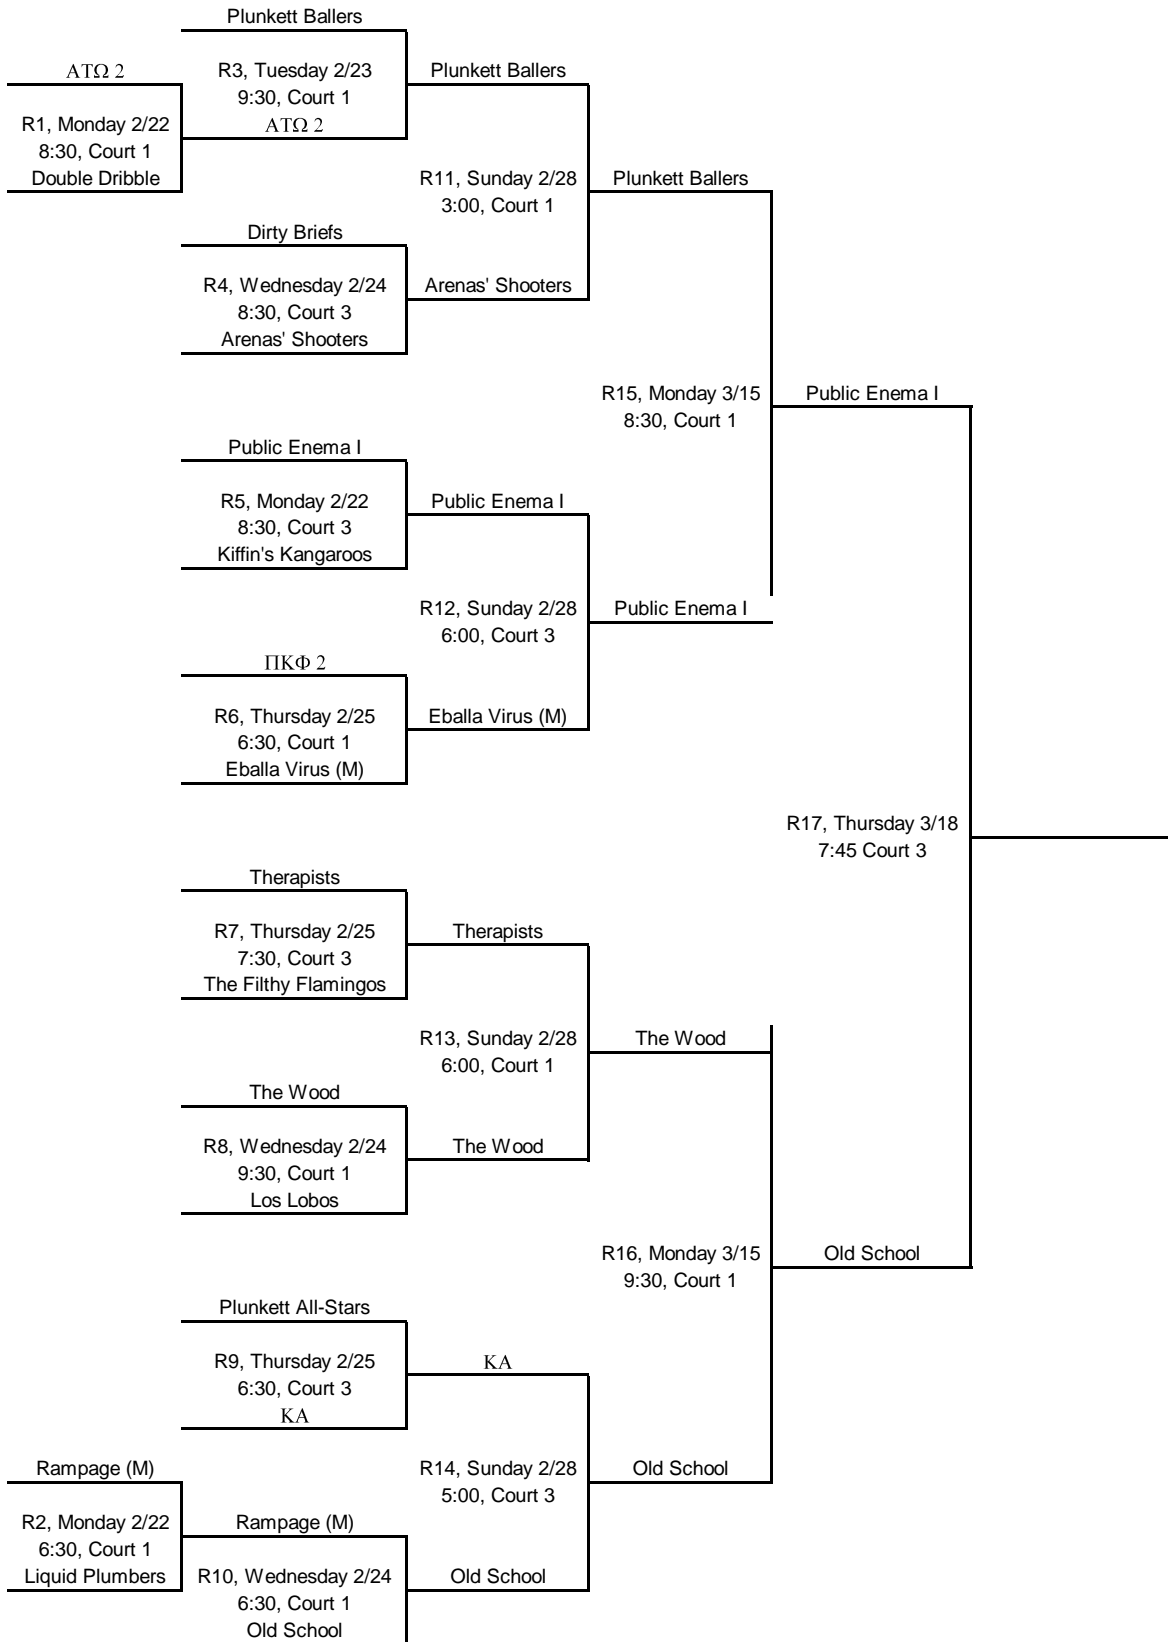 Plunkett Ballers
ΑΤΩ 2
R3, Tuesday 2/23
9:30, Court 1
Plunkett Ballers
R1, Monday 2/22
8:30, Court 1
Double Dribble
ΑΤΩ 2
R11, Sunday 2/28
3:00, Court 1
Plunkett Ballers
Dirty Briefs
R4, Wednesday 2/24
8:30, Court 3
Arenas' Shooters
Arenas' Shooters
R15, Monday 3/15
8:30, Court 1
Public Enema I
Public Enema I
R5, Monday 2/22
8:30, Court 3
Kiffin's Kangaroos
Public Enema I
R12, Sunday 2/28
6:00, Court 3
Public Enema I
ΠΚΦ 2
R6, Thursday 2/25
6:30, Court 1
Eballa Virus (M)
Eballa Virus (M)
R17, Thursday 3/18
7:45 Court 3
Therapists
R7, Thursday 2/25
7:30, Court 3
The Filthy Flamingos
Therapists
R13, Sunday 2/28
6:00, Court 1
The Wood
The Wood
R8, Wednesday 2/24
9:30, Court 1
Los Lobos
The Wood
R16, Monday 3/15
9:30, Court 1
Old School
Plunkett All-Stars
R9, Thursday 2/25
6:30, Court 3
ΚΑ
ΚΑ
R14, Sunday 2/28
5:00, Court 3
Old School
Rampage (M)
R2, Monday 2/22
6:30, Court 1
Liquid Plumbers
Rampage (M)
R10, Wednesday 2/24
6:30, Court 1
Old School
Old School